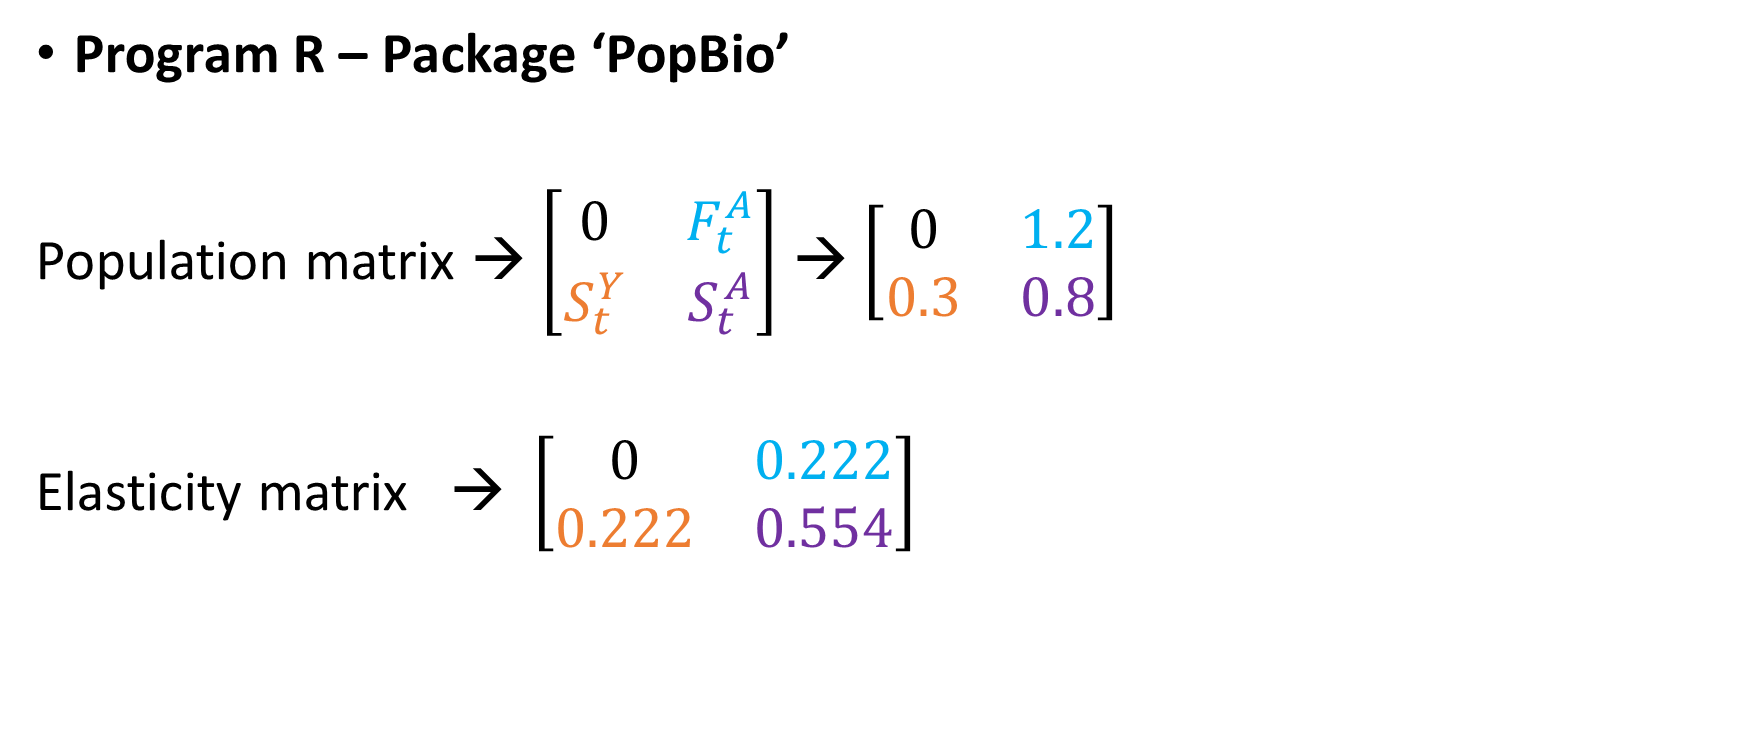 • Program R – Package ‘PopBio’
Population matrix → [0 F_t^A; S_t^Y S_t^A] → [0 1.2; 0.3 0.8]
Elasticity matrix → [0 0.222; 0.222 0.554]